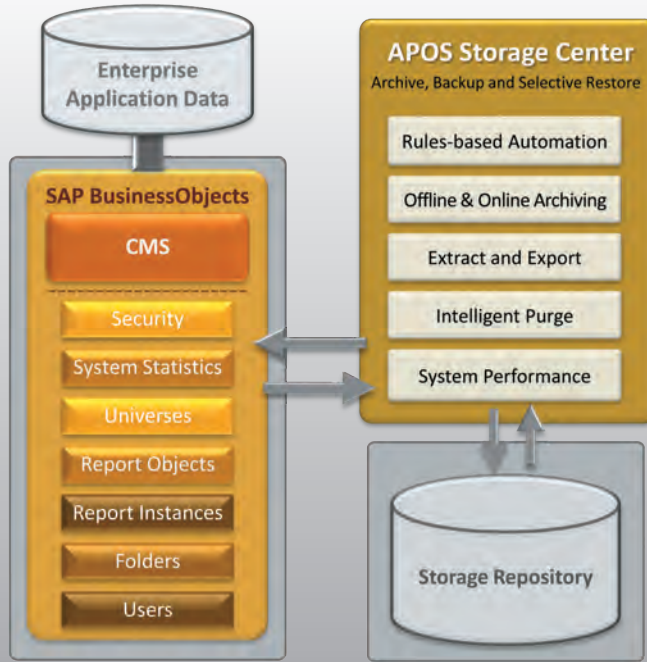 Enterprise
Application Data
SAP BusinessObjects
CMS
Security
System Statistics
Universes
Report Objects
Report Instances
Folders
Users
APOS Storage Center
Archive, Backup and Selective Restore
Rules-based Automation
Offline & Online Archiving
Extract and Export
Intelligent Purge
System Performance
Storage Repository